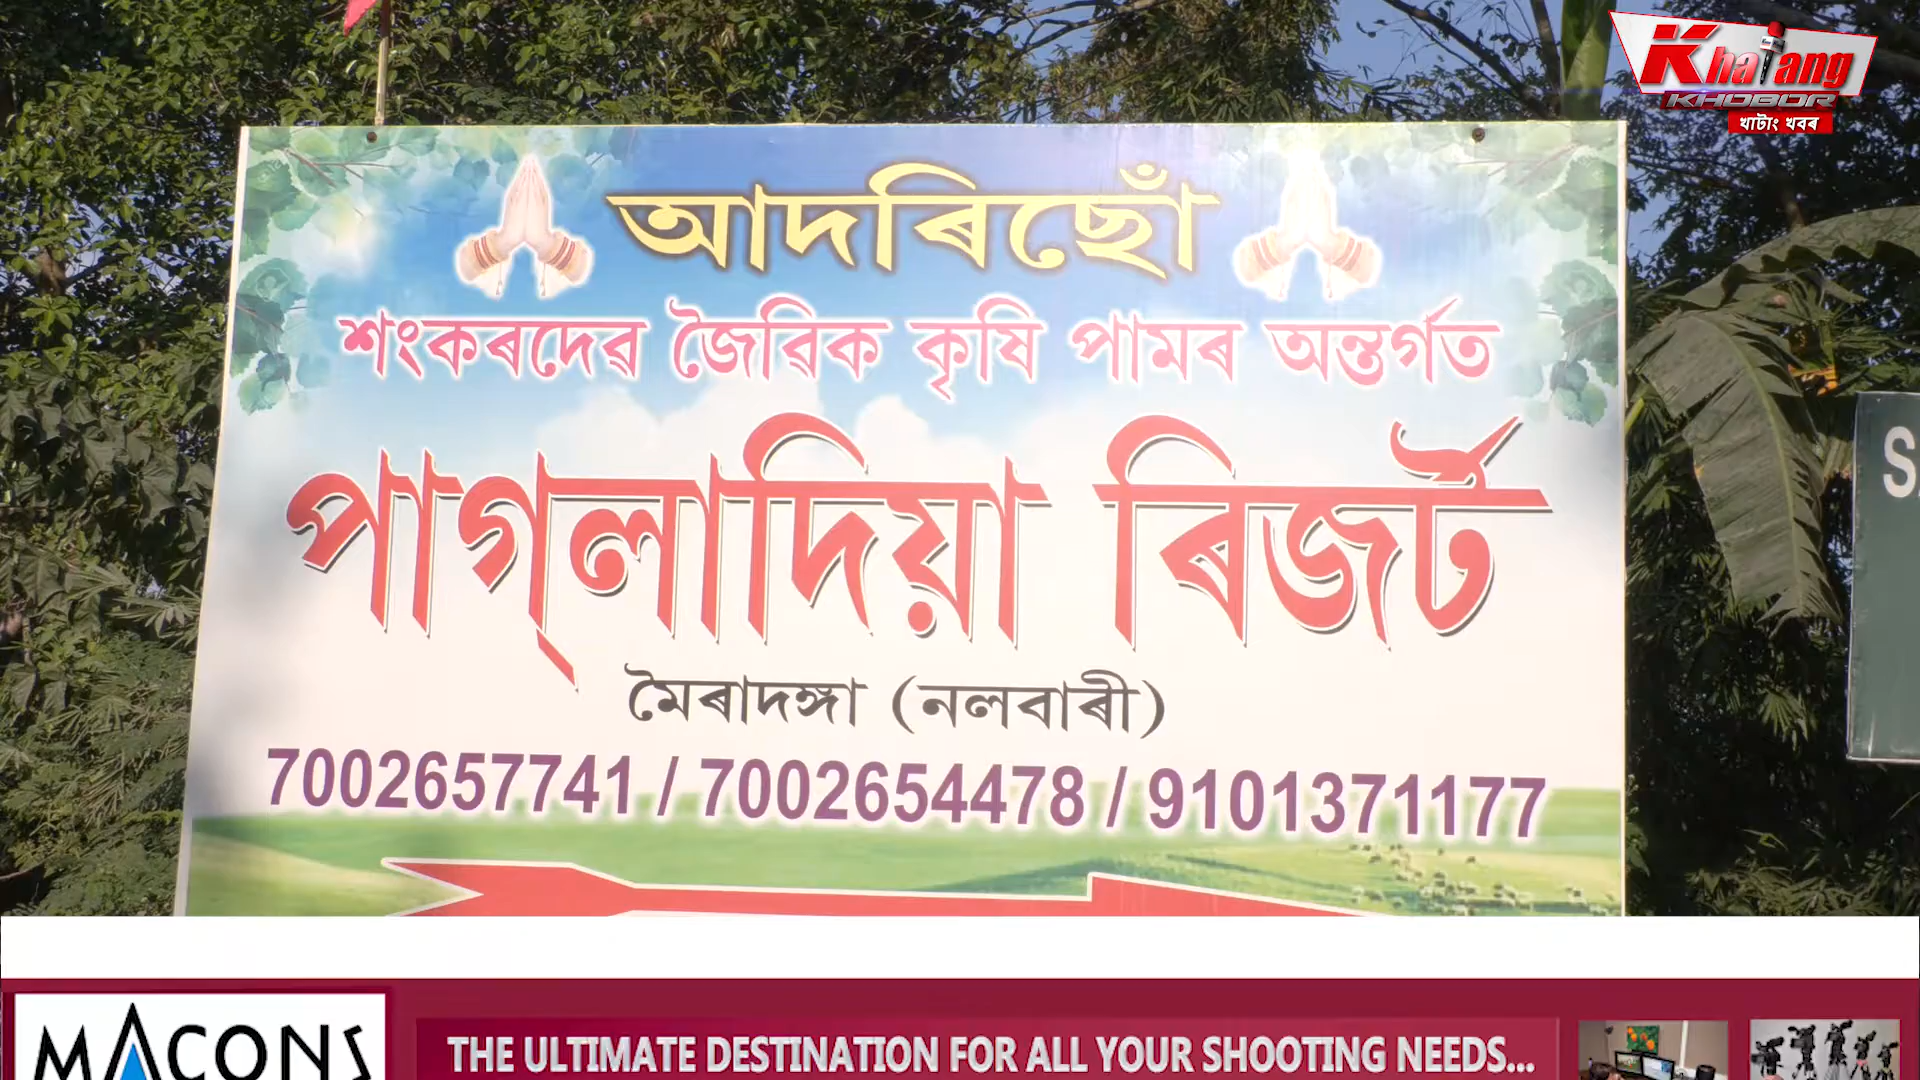 Khatang
KHOBOR
খাটাং খবৰ
আদৰিছোঁ
শংকৰদেৱ জৈৱিক কৃষি পামৰ অন্তৰ্গত
পাগ্‌লাদিয়া ৰিজৰ্ট
মৈৰাদঙ্গা (নলবাৰী)
7002657741 / 7002654478 / 9101371177
MACONS
THE ULTIMATE DESTINATION FOR ALL YOUR SHOOTING NEEDS...